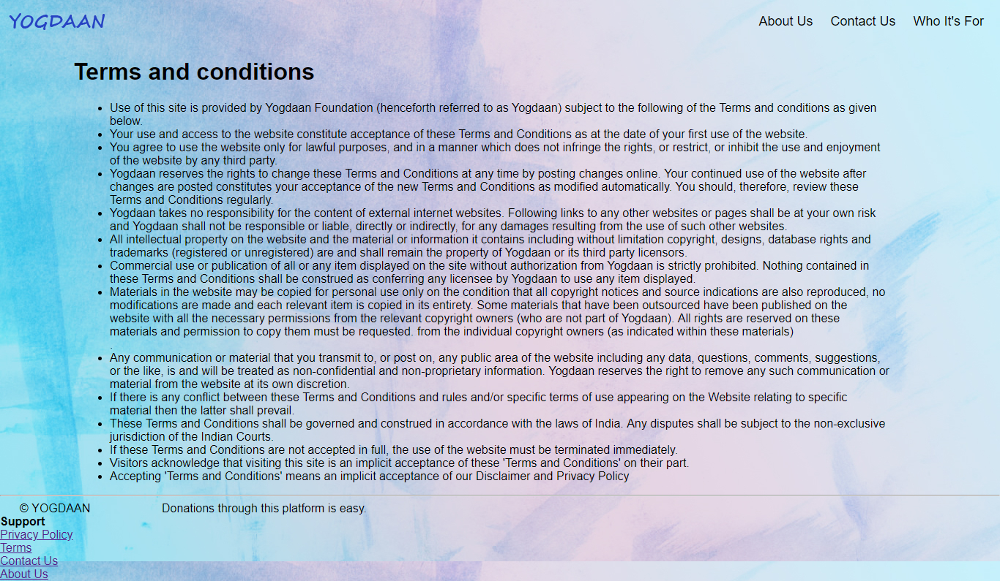 YOGDAAN
About Us Contact Us Who It's For
Terms and conditions
• Use of this site is provided by Yogdaan Foundation (henceforth referred to as Yogdaan) subject to the following of the Terms and conditions as given
below.
• Your use and access to the website constitute acceptance of these Terms and Conditions as at the date of your first use of the website.
• You agree to use the website only for lawful purposes, and in a manner which does not infringe the rights, or restrict, or inhibit the use and enjoyment
of the website by any third party.
• Yogdaan reserves the rights to change these Terms and Conditions at any time by posting changes online. Your continued use of the website after
changes are posted constitutes your acceptance of the new Terms and Conditions as modified automatically. You should, therefore, review these
Terms and Conditions regularly.
• Yogdaan takes no responsibility for the content of external internet websites. Following links to any other websites or pages shall be at your own risk
and Yogdaan shall not be responsible or liable, directly or indirectly, for any damages resulting from the use of such other websites.
• All intellectual property on the website and the material or information it contains including without limitation copyright, designs, database rights and
trademarks (registered or unregistered) are and shall remain the property of Yogdaan or its third party licensors.
• Commercial use or publication of all or any item displayed on the site without authorization from Yogdaan is strictly prohibited. Nothing contained in
these Terms and Conditions shall be construed as conferring any licensee by Yogdaan to use any item displayed.
• Materials in the website may be copied for personal use only on the condition that all copyright notices and source indications are also reproduced, no
modifications are made and each relevant item is copied in its entirety. Some materials that have been outsourced have been published on the
website with all the necessary permissions from the relevant copyright owners (who are not part of Yogdaan). All rights are reserved on these
materials and permission to copy them must be requested. from the individual copyright owners (as indicated within these materials)
.
• Any communication or material that you transmit to, or post on, any public area of the website including any data, questions, comments, suggestions,
or the like, is and will be treated as non-confidential and non-proprietary information. Yogdaan reserves the right to remove any such communication or
material from the website at its own discretion.
• If there is any conflict between these Terms and Conditions and rules and/or specific terms of use appearing on the Website relating to specific
material then the latter shall prevail.
• These Terms and Conditions shall be governed and construed in accordance with the laws of India. Any disputes shall be subject to the non-exclusive
jurisdiction of the Indian Courts.
• If these Terms and Conditions are not accepted in full, the use of the website must be terminated immediately.
• Visitors acknowledge that visiting this site is an implicit acceptance of these 'Terms and Conditions' on their part.
• Accepting 'Terms and Conditions' means an implicit acceptance of our Disclaimer and Privacy Policy
© YOGDAAN Donations through this platform is easy.
Support
Privacy Policy
Terms
Contact Us
About Us